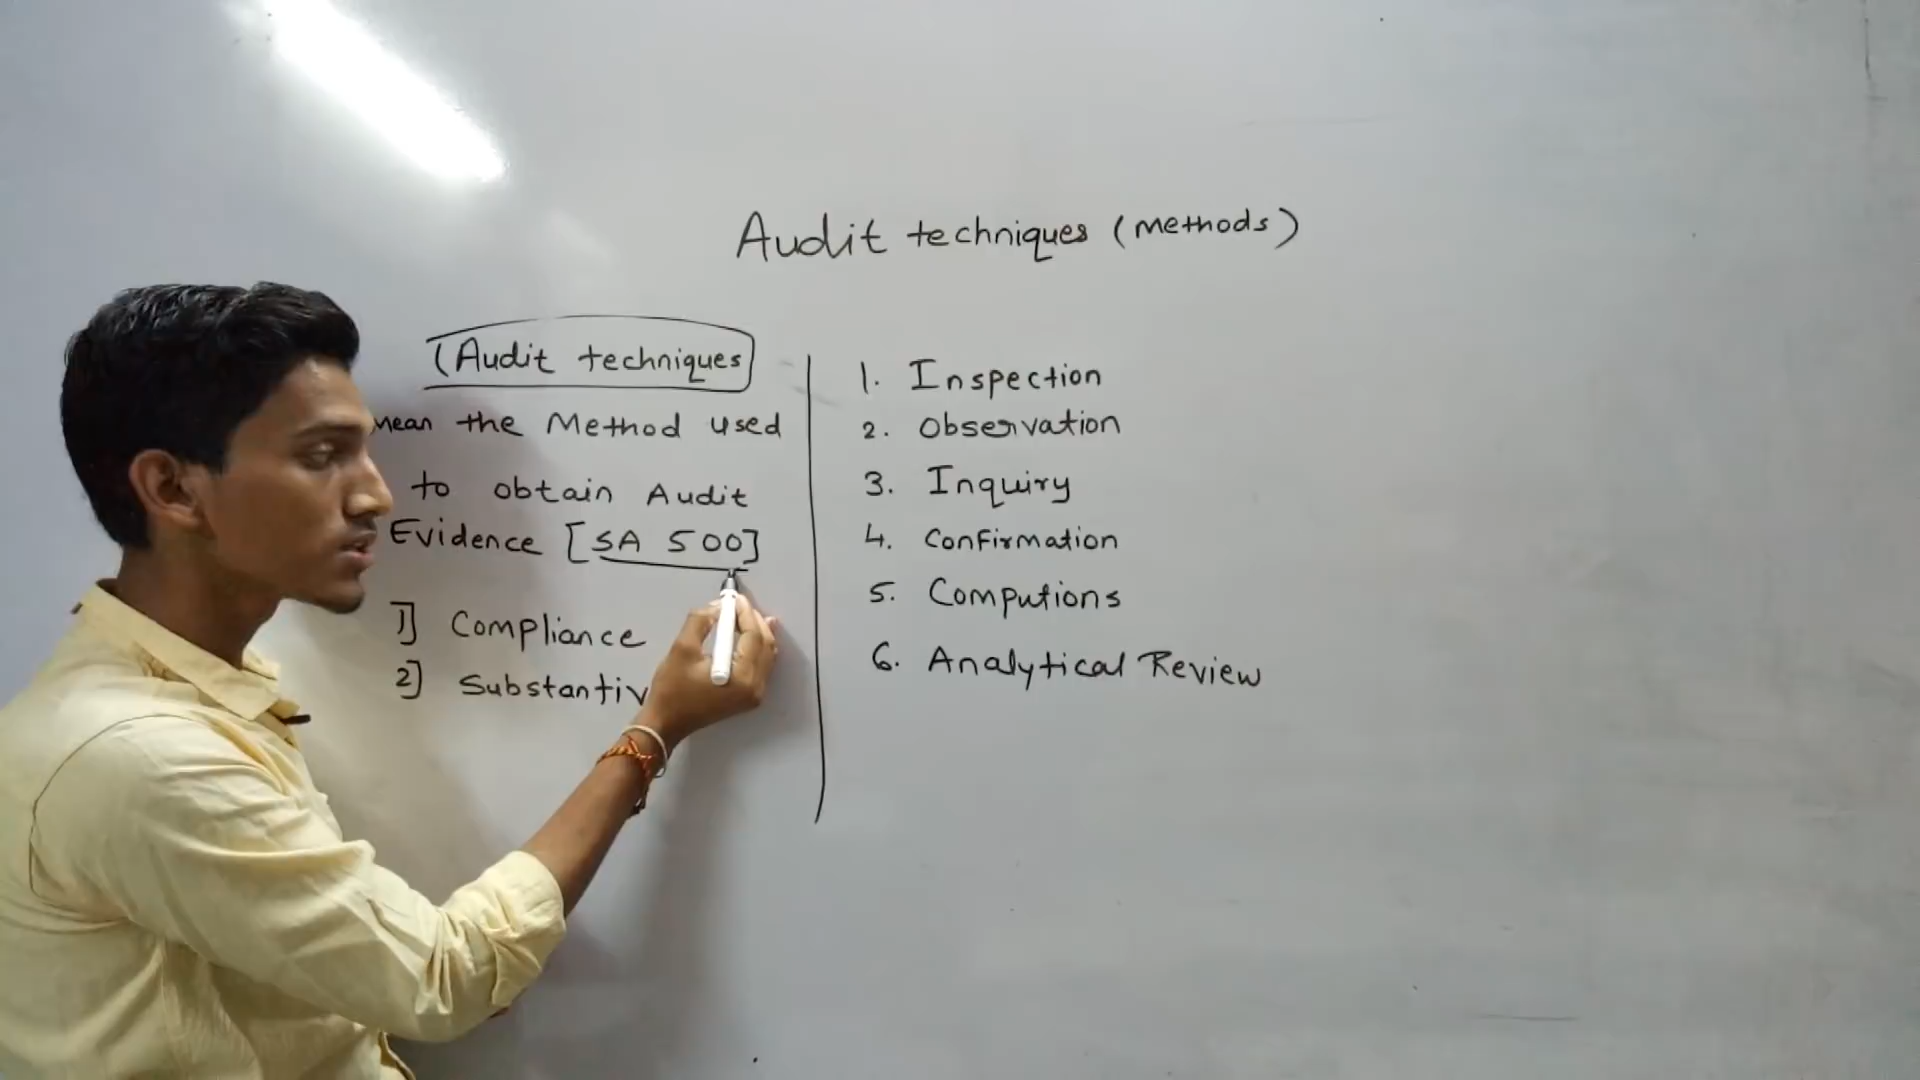 Audit techniques (methods)
Audit techniques
mean the Method used
to obtain Audit
Evidence [SA 500]
1] Compliance
2] Substantiv
1. Inspection
2. Observation
3. Inquiry
4. Confirmation
5. Computions
6. Analytical Review